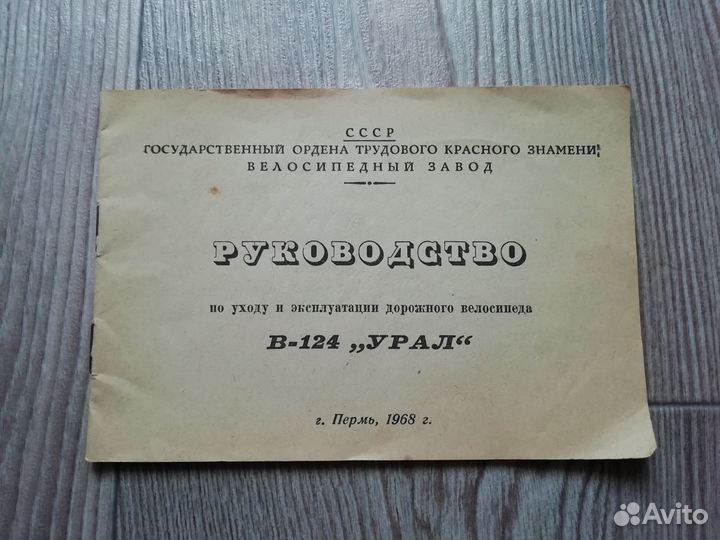 СССР
ГОСУДАРСТВЕННЫЙ ОРДЕНА ТРУДОВОГО КРАСНОГО ЗНАМЕНИ
ВЕЛОСИПЕДНЫЙ ЗАВОД
РУКОВОДСТВО
по уходу и эксплуатации дорожного велосипеда
В-124 „УРАЛ“
г. Пермь, 1968 г.
Avito